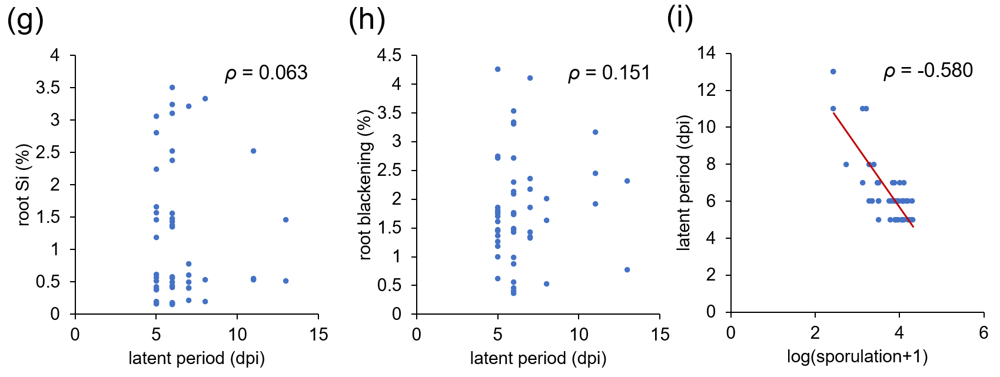 (g)
ρ = 0.063
root Si (%)
4
3.5
3
2.5
2
1.5
1
0.5
0
0 5 10 15
latent period (dpi)
(h)
ρ = 0.151
root blackening (%)
4.5
4
3.5
3
2.5
2
1.5
1
0.5
0
0 5 10 15
latent period (dpi)
(i)
ρ = -0.580
latent period (dpi)
14
12
10
8
6
4
2
0
0 2 4 6
log(sporulation+1)